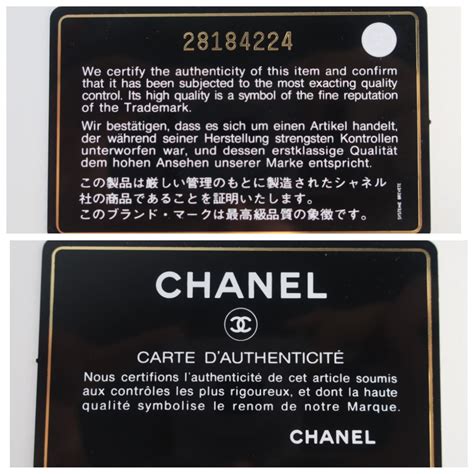 28184224
We certify the authenticity of this item and confirm
that it has been subjected to the most exacting quality
control. Its high quality is a symbol of the fine reputation
of the Trademark.
Wir bestätigen, dass es sich um einen Artikel handelt,
der während seiner Herstellung strengsten Kontrollen
unterworfen war, und dessen erstklassige Qualität
dem hohen Ansehen unserer Marke entspricht.
この製品は厳しい管理のもとに製造されたシャネル
社の商品であることを証明いたします。
このブランド・マークは最高級品質の象徴です。
SYSTEME BREVETE
CHANEL
CARTE D'AUTHENTICITÉ
Nous certifions l'authenticité de cet article soumis
aux contrôles les plus rigoureux, et dont la haute
qualité symbolise le renom de notre Marque.
CHANEL